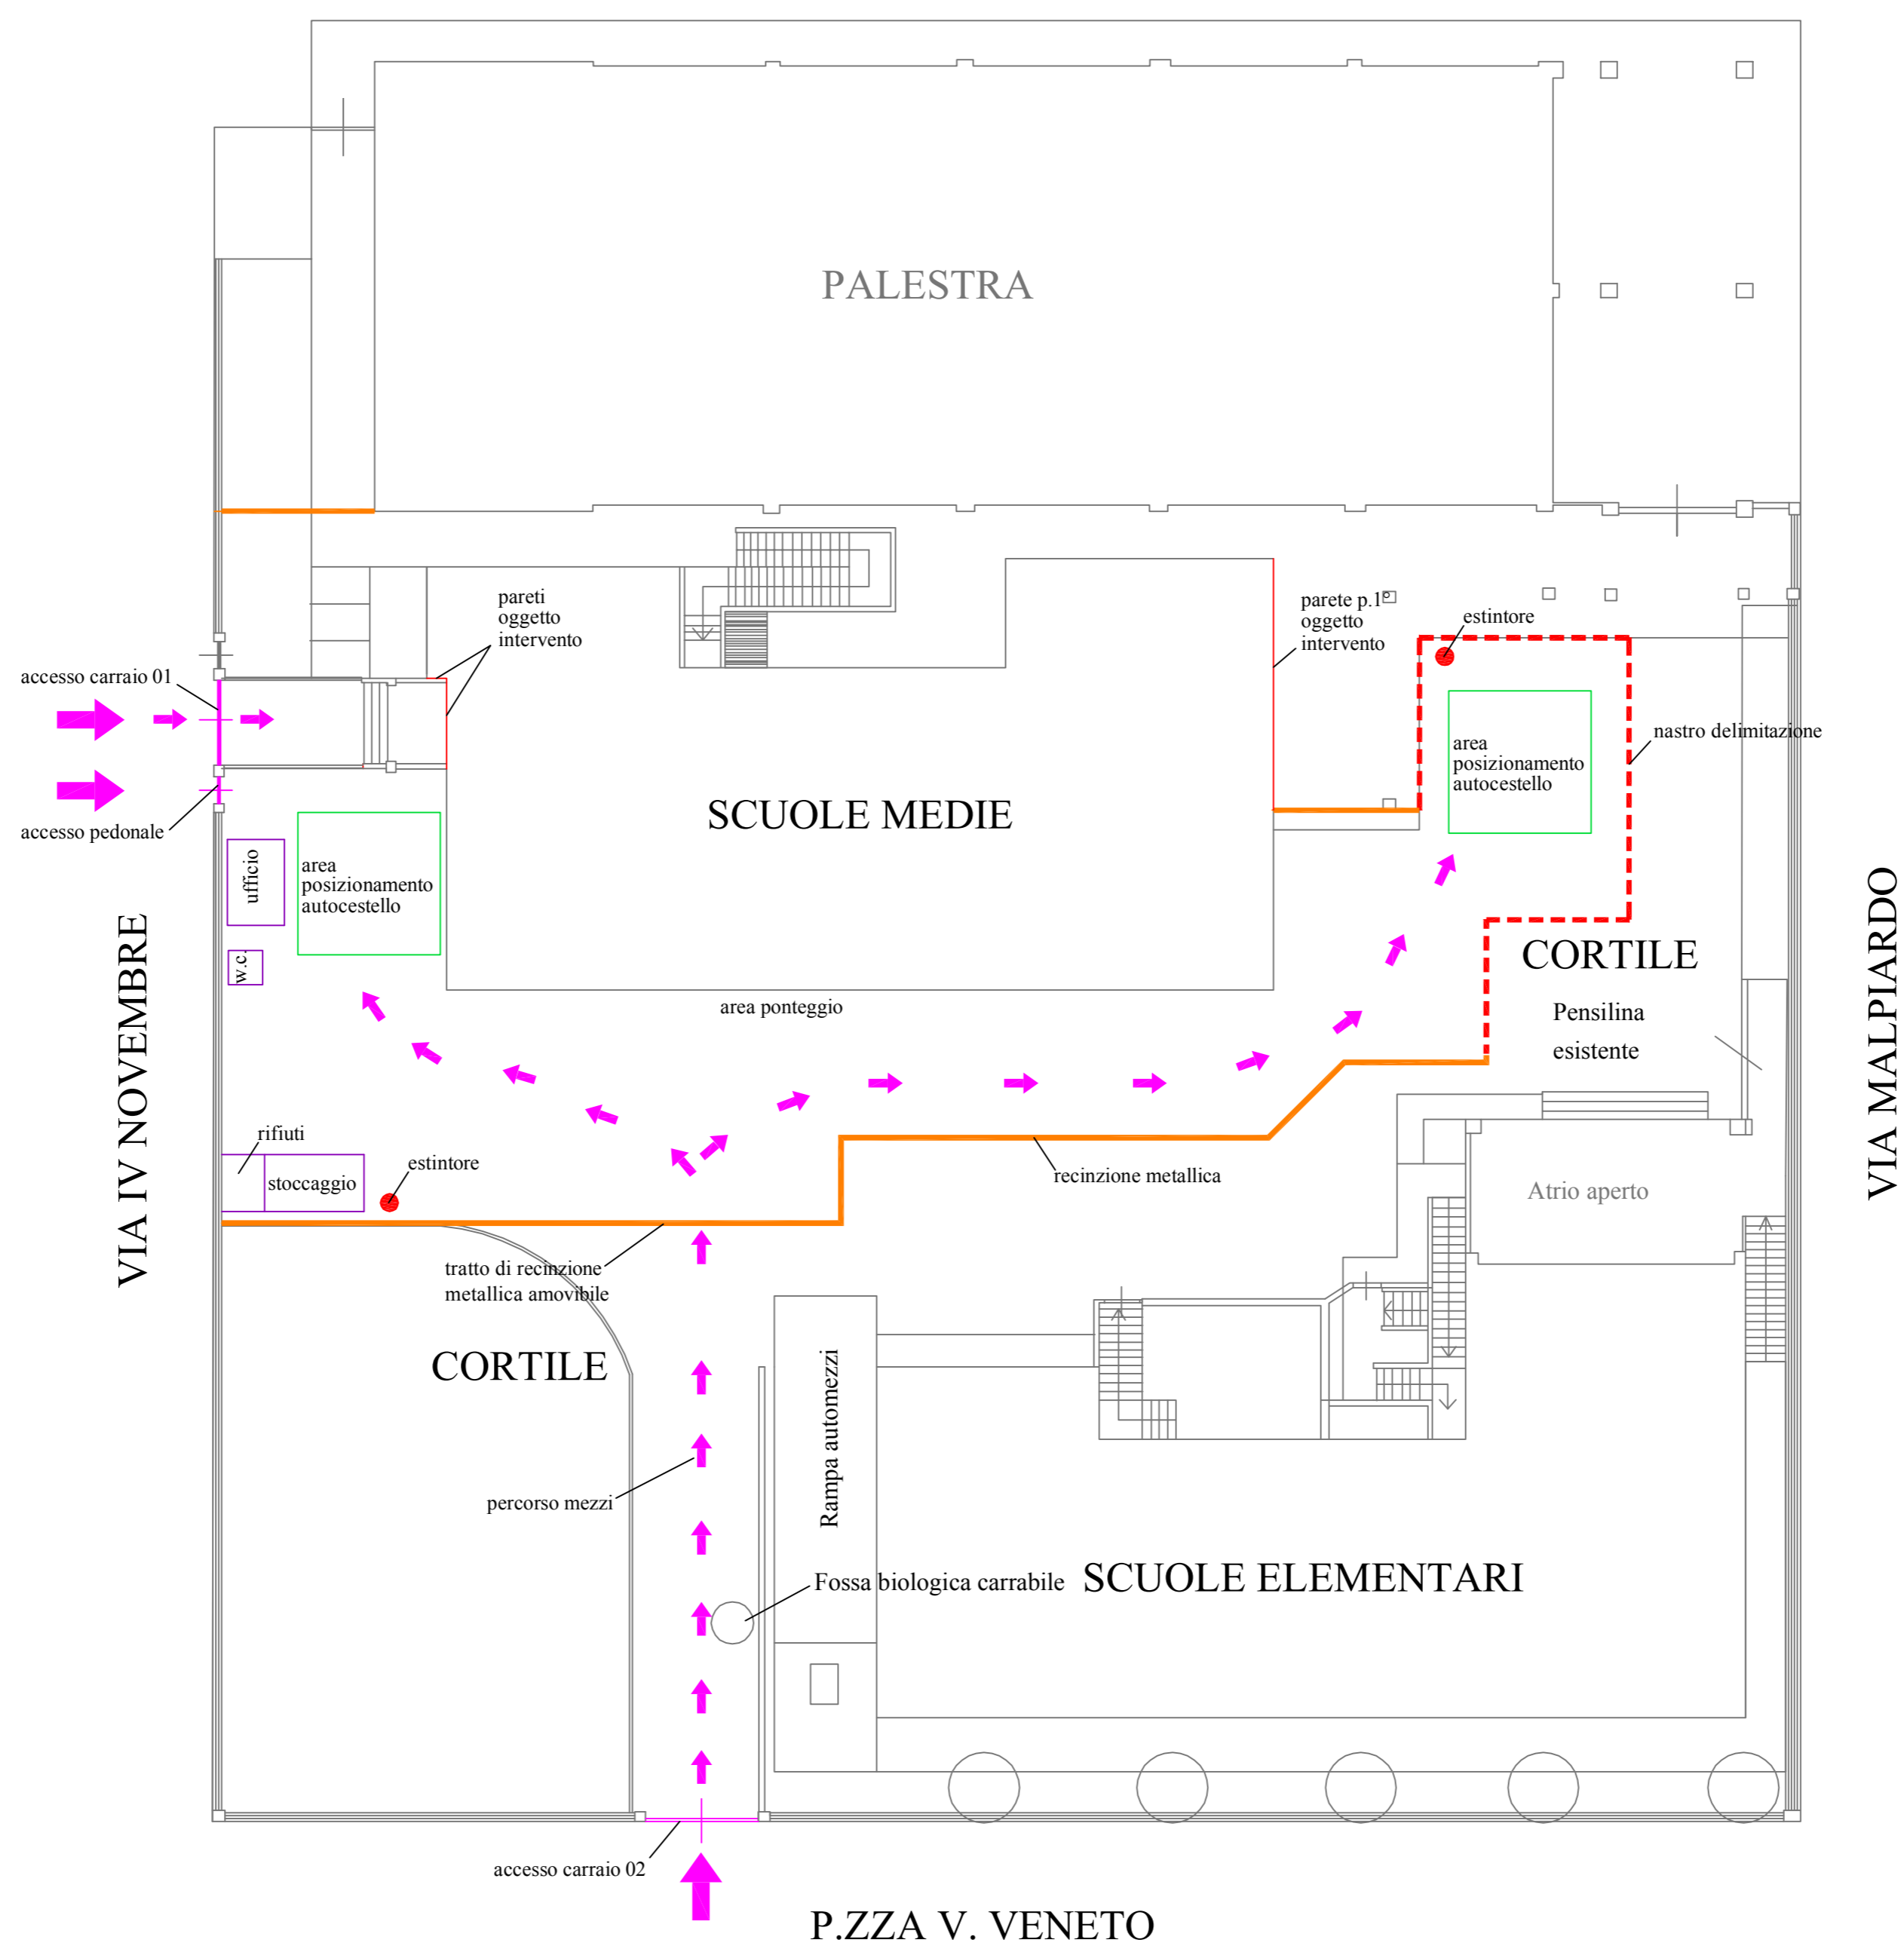 PALESTRA
pareti
oggetto
intervento
parete p.1°
oggetto
intervento
estintore
accesso carraio 01
nastro delimitazione
area
posizionamento
autocestello
SCUOLE MEDIE
accesso pedonale
ufficio
area
posizionamento
autocestello
w.c.
VIA IV NOVEMBRE
VIA MALPIARDO
CORTILE
area ponteggio
Pensilina
esistente
rifiuti
stoccaggio
estintore
recinzione metallica
Atrio aperto
tratto di recinzione
metallica amovibile
CORTILE
Rampa automezzi
percorso mezzi
Fossa biologica carrabile
SCUOLE ELEMENTARI
accesso carraio 02
P.ZZA V. VENETO